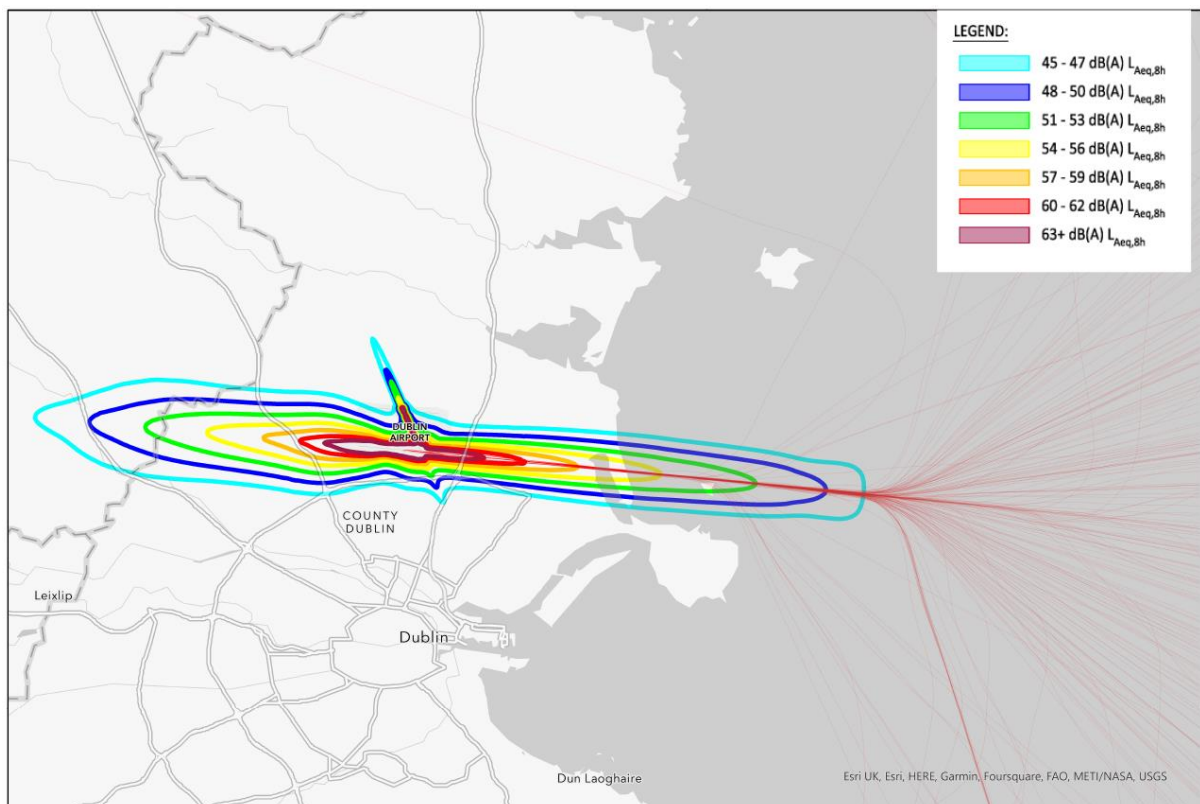 LEGEND:
45 - 47 dB(A) LAeq,8h
48 - 50 dB(A) LAeq,8h
51 - 53 dB(A) LAeq,8h
54 - 56 dB(A) LAeq,8h
57 - 59 dB(A) LAeq,8h
60 - 62 dB(A) LAeq,8h
63+ dB(A) LAeq,8h
DUBLIN
AIRPORT
COUNTY
DUBLIN
Leixlip
Dublin
Dun Laoghaire
Esri UK, Esri, HERE, Garmin, Foursquare, FAO, METI/NASA, USGS